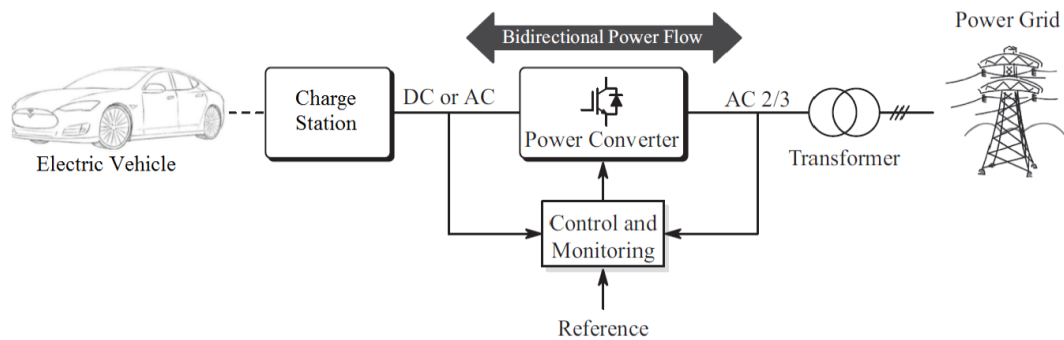 Power Grid
Bidirectional Power Flow
Charge
Station
DC or AC
Power Converter
AC 2/3
Transformer
Electric Vehicle
Control and
Monitoring
Reference